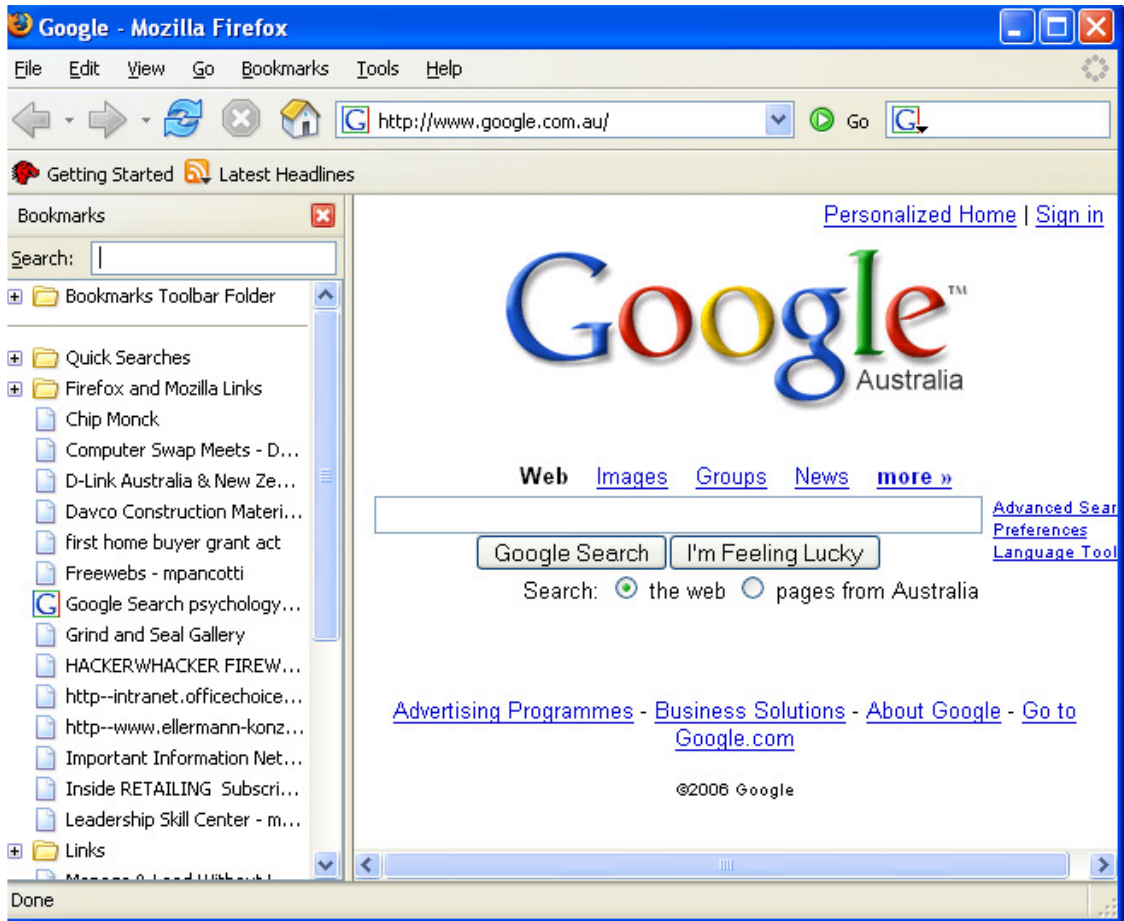 Google - Mozilla Firefox
File Edit View Go Bookmarks Tools Help
http://www.google.com.au/ Go
Getting Started Latest Headlines
Bookmarks
Search:
Bookmarks Toolbar Folder
Quick Searches
Firefox and Mozilla Links
Chip Monck
Computer Swap Meets - D...
D-Link Australia & New Ze...
Davco Construction Materi...
first home buyer grant act
Freewebs - mpancotti
Google Search psychology...
Grind and Seal Gallery
HACKERWHACKER FIREW...
http--intranet.officechoice...
http--www.ellermann-konz...
Important Information Net...
Inside RETAILING Subscri...
Leadership Skill Center - m...
Links
Personalized Home | Sign in
Google™
Australia
Web Images Groups News more »
Advanced Sear
Preferences
Language Tool
Google Search I'm Feeling Lucky
Search: the web pages from Australia
Advertising Programmes - Business Solutions - About Google - Go to
Google.com
©2006 Google
Done